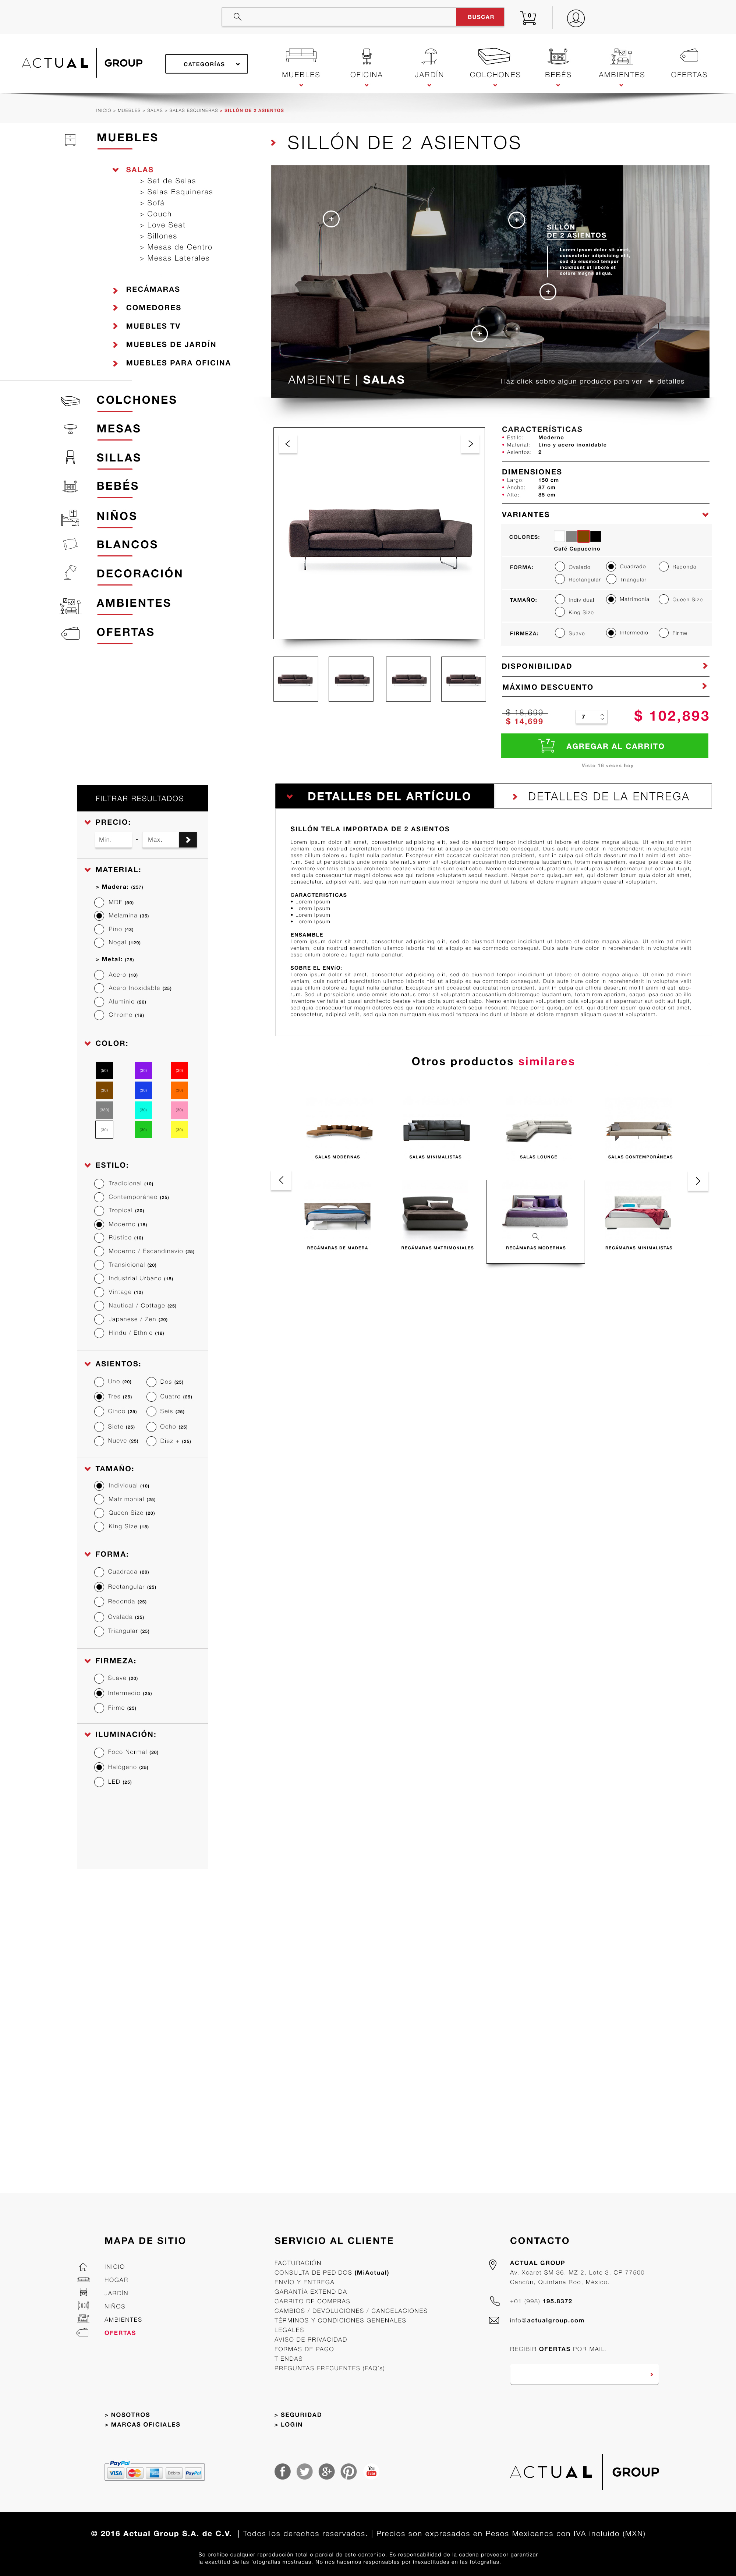 BUSCAR
0
ACTUAL GROUP
CATEGORÍAS
MUEBLES
OFICINA
JARDÍN
COLCHONES
BEBÉS
AMBIENTES
OFERTAS
INICIO > MUEBLES > SALAS > SALAS ESQUINERAS > SILLÓN DE 2 ASIENTOS
MUEBLES
SALAS
> Set de Salas
> Salas Esquineras
> Sofá
> Couch
> Love Seat
> Sillones
> Mesas de Centro
> Mesas Laterales
RECÁMARAS
COMEDORES
MUEBLES TV
MUEBLES DE JARDÍN
MUEBLES PARA OFICINA
COLCHONES
MESAS
SILLAS
BEBÉS
NIÑOS
BLANCOS
DECORACIÓN
AMBIENTES
OFERTAS
SILLÓN DE 2 ASIENTOS
SILLÓN
DE 2 ASIENTOS
Lorem ipsum dolor sit amet,
consectetur adipisicing elit,
sed do eiusmod tempor
incididunt ut labore et
dolore magna aliqua.
AMBIENTE | SALAS
Ház click sobre algun producto para ver + detalles
CARACTERÍSTICAS
• Estilo: Moderno
• Material: Lino y acero inoxidable
• Asientos: 2
DIMENSIONES
• Largo: 150 cm
• Ancho: 87 cm
• Alto: 85 cm
VARIANTES
COLORES:
Café Capuccino
FORMA: Ovalado Cuadrado Redondo
Rectangular Triangular
TAMAÑO: Individual Matrimonial Queen Size
King Size
FIRMEZA: Suave Intermedio Firme
DISPONIBILIDAD
MÁXIMO DESCUENTO
$ 18,699
$ 14,699
7
$ 102,893
7 AGREGAR AL CARRITO
Visto 16 veces hoy
FILTRAR RESULTADOS
PRECIO:
Min. - Max.
MATERIAL:
> Madera: (257)
MDF (50)
Melamina (35)
Pino (43)
Nogal (129)
> Metal: (78)
Acero (10)
Acero Inoxidable (25)
Aluminio (20)
Chromo (18)
COLOR:
ESTILO:
Tradicional (10)
Contemporáneo (25)
Tropical (20)
Moderno (18)
Rústico (10)
Moderno / Escandinavio (25)
Transicional (20)
Industrial Urbano (18)
Vintage (10)
Nautical / Cottage (25)
Japanese / Zen (20)
Hindu / Ethnic (18)
ASIENTOS:
Uno (20) Dos (25)
Tres (25) Cuatro (25)
Cinco (25) Seis (25)
Siete (25) Ocho (25)
Nueve (25) Diez + (25)
TAMAÑO:
Individual (10)
Matrimonial (25)
Queen Size (20)
King Size (18)
FORMA:
Cuadrada (20)
Rectangular (25)
Redonda (25)
Ovalada (25)
Triangular (25)
FIRMEZA:
Suave (20)
Intermedio (25)
Firme (25)
ILUMINACIÓN:
Foco Normal (20)
Halógeno (25)
LED (25)
DETALLES DEL ARTÍCULO
DETALLES DE LA ENTREGA
SILLÓN TELA IMPORTADA DE 2 ASIENTOS
Lorem ipsum dolor sit amet, consectetur adipisicing elit, sed do eiusmod tempor incididunt ut labore et dolore magna aliqua. Ut enim ad minim
veniam, quis nostrud exercitation ullamco laboris nisi ut aliquip ex ea commodo consequat. Duis aute irure dolor in reprehenderit in voluptate velit
esse cillum dolore eu fugiat nulla pariatur. Excepteur sint occaecat cupidatat non proident, sunt in culpa qui officia deserunt mollit anim id est labo-
rum. Sed ut perspiciatis unde omnis iste natus error sit voluptatem accusantium doloremque laudantium, totam rem aperiam, eaque ipsa quae ab illo
inventore veritatis et quasi architecto beatae vitae dicta sunt explicabo. Nemo enim ipsam voluptatem quia voluptas sit aspernatur aut odit aut fugit,
sed quia consequuntur magni dolores eos qui ratione voluptatem sequi nesciunt. Neque porro quisquam est, qui dolorem ipsum quia dolor sit amet,
consectetur, adipisci velit, sed quia non numquam eius modi tempora incidunt ut labore et dolore magnam aliquam quaerat voluptatem.
CARACTERISTICAS
• Lorem Ipsum
• Lorem Ipsum
• Lorem Ipsum
• Lorem Ipsum
ENSAMBLE
Lorem ipsum dolor sit amet, consectetur adipisicing elit, sed do eiusmod tempor incididunt ut labore et dolore magna aliqua. Ut enim ad minim
veniam, quis nostrud exercitation ullamco laboris nisi ut aliquip ex ea commodo consequat. Duis aute irure dolor in reprehenderit in voluptate velit
esse cillum dolore eu fugiat nulla pariatur.
SOBRE EL ENVÍO:
Lorem ipsum dolor sit amet, consectetur adipisicing elit, sed do eiusmod tempor incididunt ut labore et dolore magna aliqua. Ut enim ad minim
veniam, quis nostrud exercitation ullamco laboris nisi ut aliquip ex ea commodo consequat. Duis aute irure dolor in reprehenderit in voluptate velit
esse cillum dolore eu fugiat nulla pariatur. Excepteur sint occaecat cupidatat non proident, sunt in culpa qui officia deserunt mollit anim id est labo-
rum. Sed ut perspiciatis unde omnis iste natus error sit voluptatem accusantium doloremque laudantium, totam rem aperiam, eaque ipsa quae ab illo
inventore veritatis et quasi architecto beatae vitae dicta sunt explicabo. Nemo enim ipsam voluptatem quia voluptas sit aspernatur aut odit aut fugit,
sed quia consequuntur magni dolores eos qui ratione voluptatem sequi nesciunt. Neque porro quisquam est, qui dolorem ipsum quia dolor sit amet,
consectetur, adipisci velit, sed quia non numquam eius modi tempora incidunt ut labore et dolore magnam aliquam quaerat voluptatem.
Otros productos similares
SALAS MODERNAS
SALAS MINIMALISTAS
SALAS LOUNGE
SALAS CONTEMPORÁNEAS
RECÁMARAS DE MADERA
RECÁMARAS MATRIMONIALES
RECÁMARAS MODERNAS
RECÁMARAS MINIMALISTAS
MAPA DE SITIO
INICIO
HOGAR
JARDÍN
NIÑOS
AMBIENTES
OFERTAS
> NOSOTROS
> MARCAS OFICIALES
SERVICIO AL CLIENTE
FACTURACIÓN
CONSULTA DE PEDIDOS (MiActual)
ENVÍO Y ENTREGA
GARANTÍA EXTENDIDA
CARRITO DE COMPRAS
CAMBIOS / DEVOLUCIONES / CANCELACIONES
TÉRMINOS Y CONDICIONES GENENALES
LEGALES
AVISO DE PRIVACIDAD
FORMAS DE PAGO
TIENDAS
PREGUNTAS FRECUENTES (FAQ's)
> SEGURIDAD
> LOGIN
CONTACTO
ACTUAL GROUP
Av. Xcaret SM 36, MZ 2, Lote 3, CP 77500
Cancún. Quintana Roo, México.
+01 (998) 195.8372
info@actualgroup.com
RECIBIR OFERTAS POR MAIL.
PayPal
VISA MasterCard Débito PayPal
You Tube
ACTUAL GROUP
© 2016 Actual Group S.A. de C.V. | Todos los derechos reservados. | Precios son expresados en Pesos Mexicanos con IVA incluido (MXN)
Se prohibe cualquier reproducción total o parcial de este contenido. Es responsabilidad de la cadena proveedor garantizar
la exactitud de las fotografías mostradas. No nos hacemos responsables por inexactitudes en las fotografías.